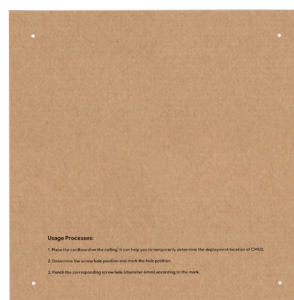 Usage Processes:
1. Place the cardboard on the ceiling. It can help you to temporarily determine the deployment location of
2. Determine the screw hole position and mark the hole position.
3. Punch the corresponding screw hole (diameter 6mm) according to the mark.